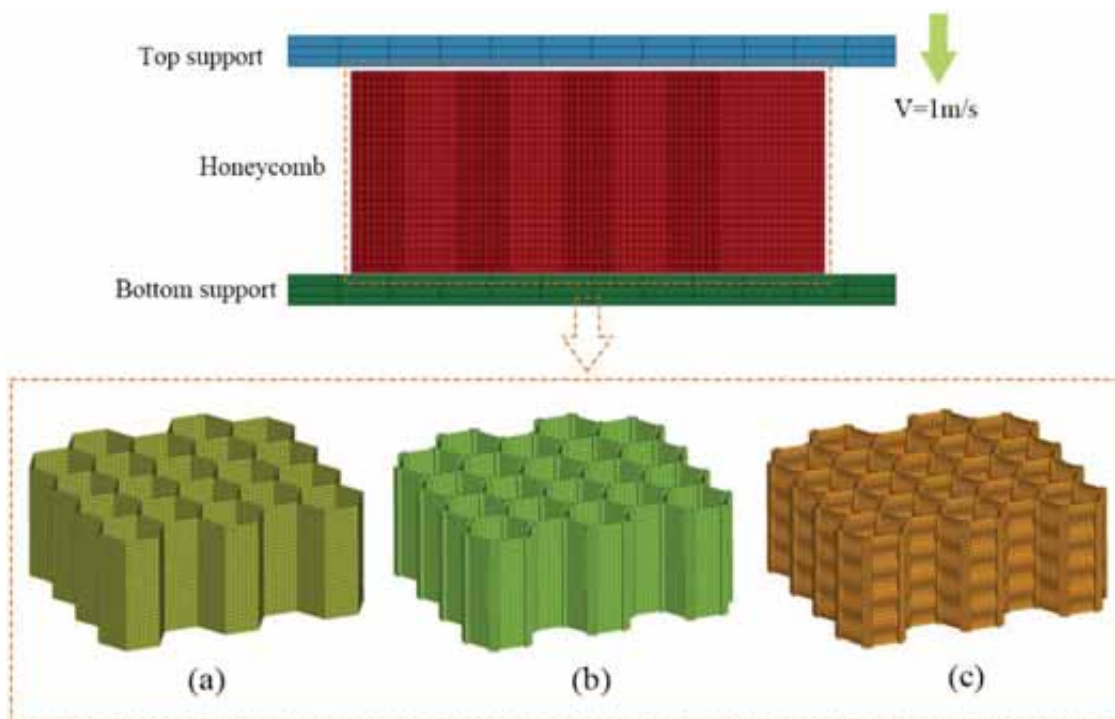 Top support
V=1m/s
Honeycomb
Bottom support
(a)
(b)
(c)